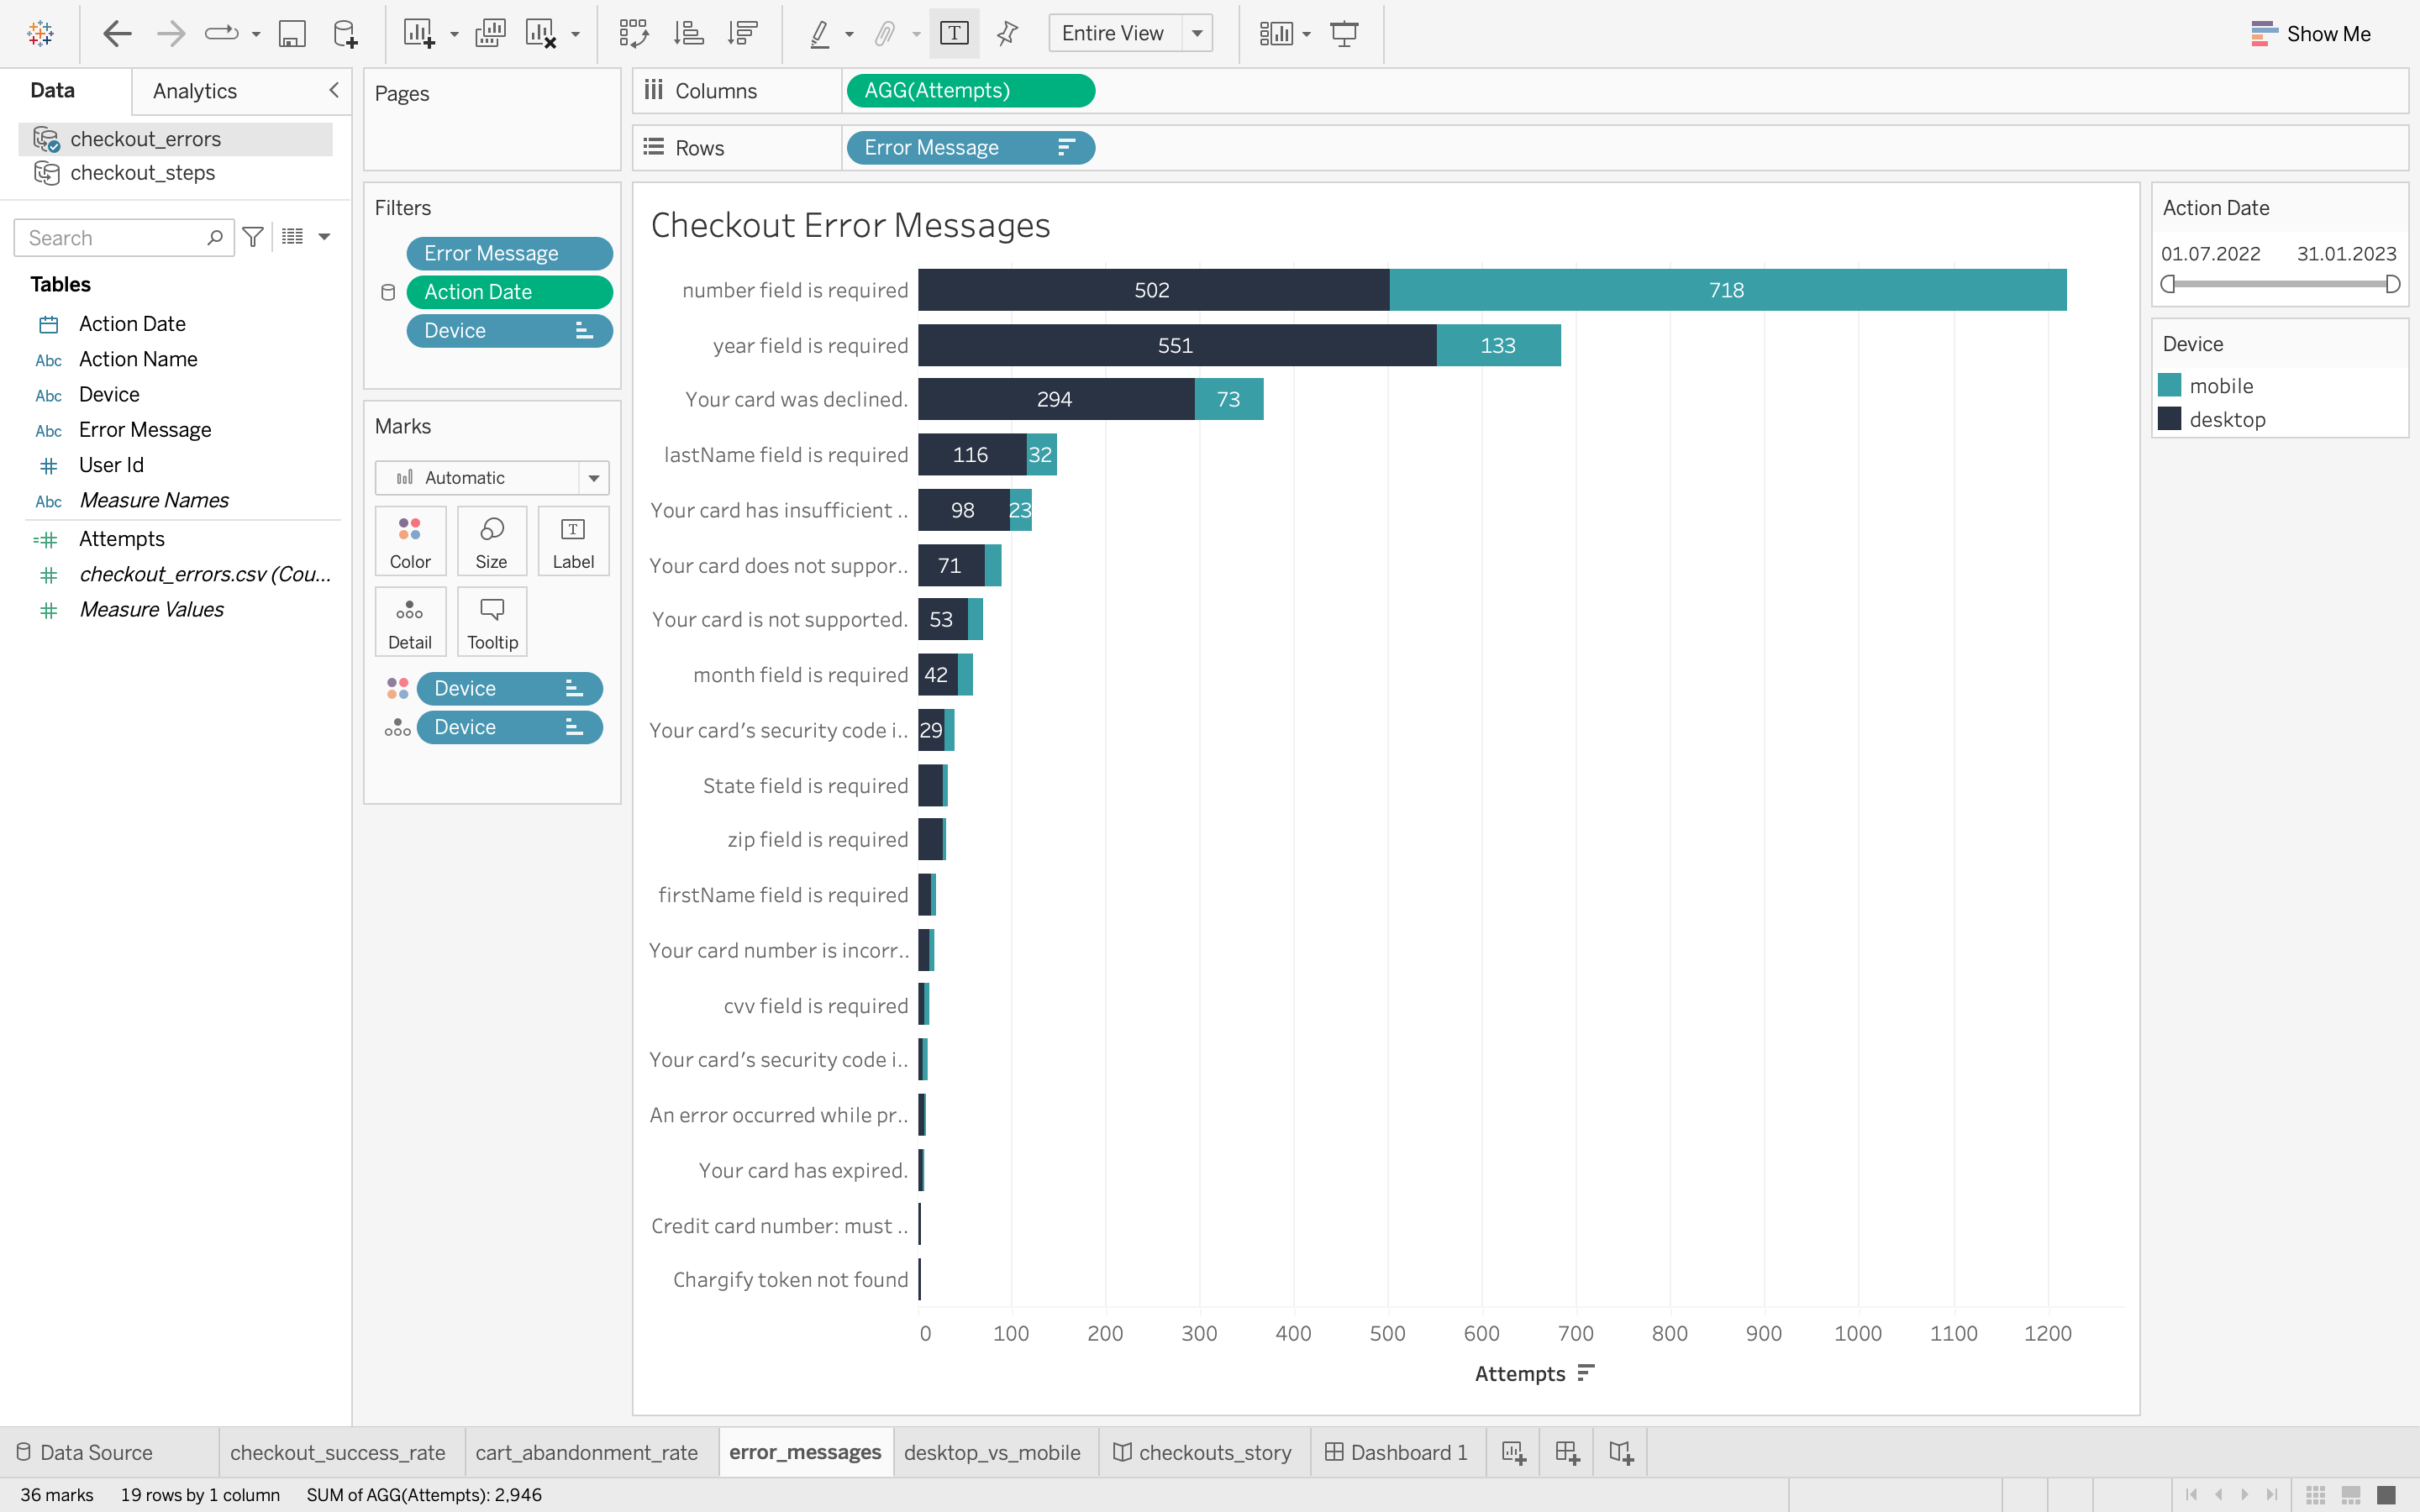 Entire View
Show Me
Data
Analytics
checkout_errors
checkout_steps
Search
Tables
Action Date
Abc Action Name
Abc Device
Abc Error Message
User Id
Abc Measure Names
Attempts
checkout_errors.csv (Cou...
Measure Values
Pages
Filters
Error Message
Action Date
Device
Marks
Automatic
Color
Size
Label
Detail
Tooltip
Device
Device
Columns
AGG(Attempts)
Rows
Error Message
Checkout Error Messages
number field is required 502 718
year field is required 551 133
Your card was declined. 294 73
lastName field is required 116 32
Your card has insufficient .. 98 23
Your card does not suppor.. 71
Your card is not supported. 53
month field is required 42
Your card's security code i.. 29
State field is required
zip field is required
firstName field is required
Your card number is incorr..
cvv field is required
Your card's security code i..
An error occurred while pr..
Your card has expired.
Credit card number: must ..
Chargify token not found
0 100 200 300 400 500 600 700 800 900 1000 1100 1200
Attempts
Action Date
01.07.2022 31.01.2023
Device
mobile
desktop
Data Source
checkout_success_rate
cart_abandonment_rate
error_messages
desktop_vs_mobile
checkouts_story
Dashboard 1
36 marks 19 rows by 1 column SUM of AGG(Attempts): 2,946